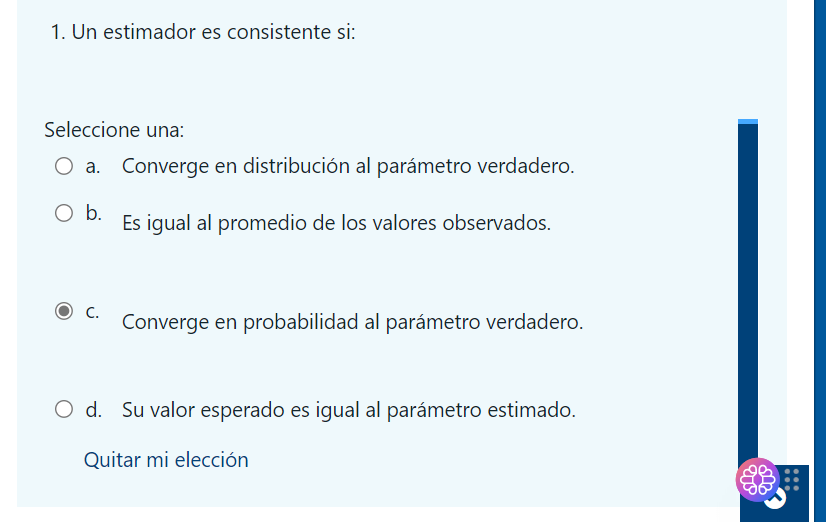 1. Un estimador es consistente si:
Seleccione una:
a. Converge en distribución al parámetro verdadero.
b. Es igual al promedio de los valores observados.
c. Converge en probabilidad al parámetro verdadero.
d. Su valor esperado es igual al parámetro estimado.
Quitar mi elección